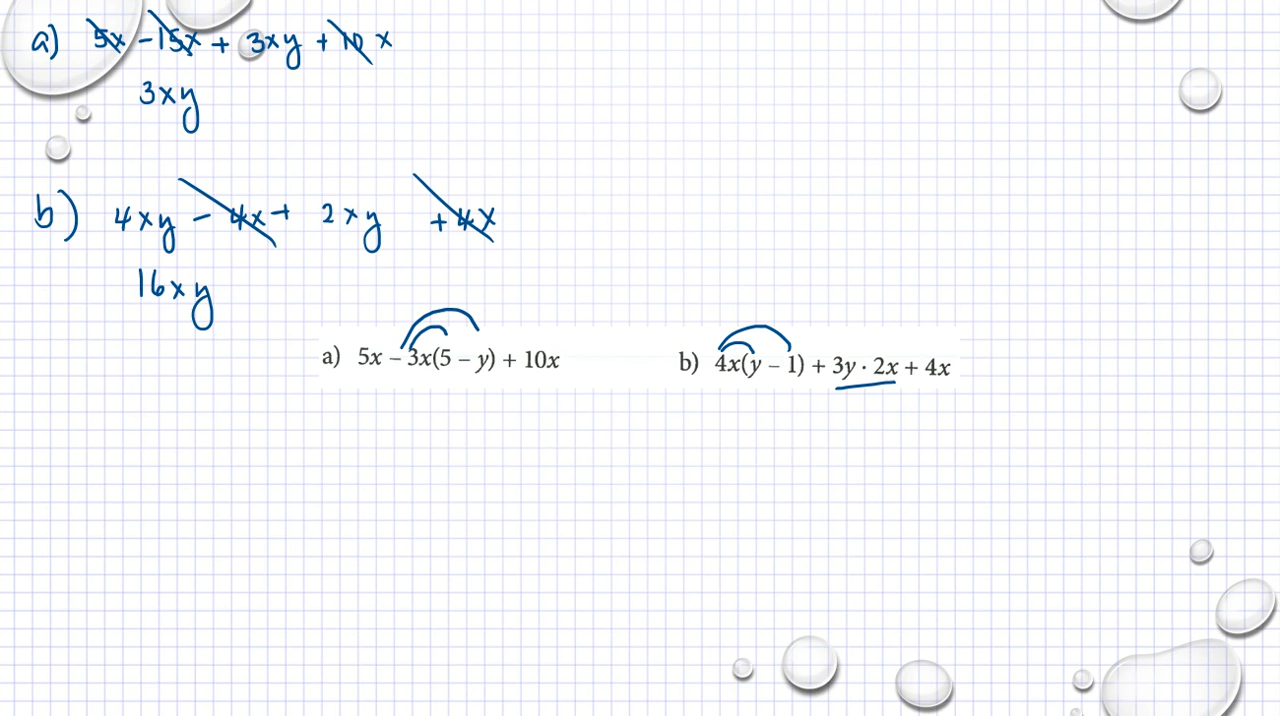 a) 5x - 15x + 3xy + 10x
3xy
b) 4xy - 4x + 2xy + 4x
16xy
a) 5x − 3x(5 − y) + 10x
b) 4x(y − 1) + 3y · 2x + 4x